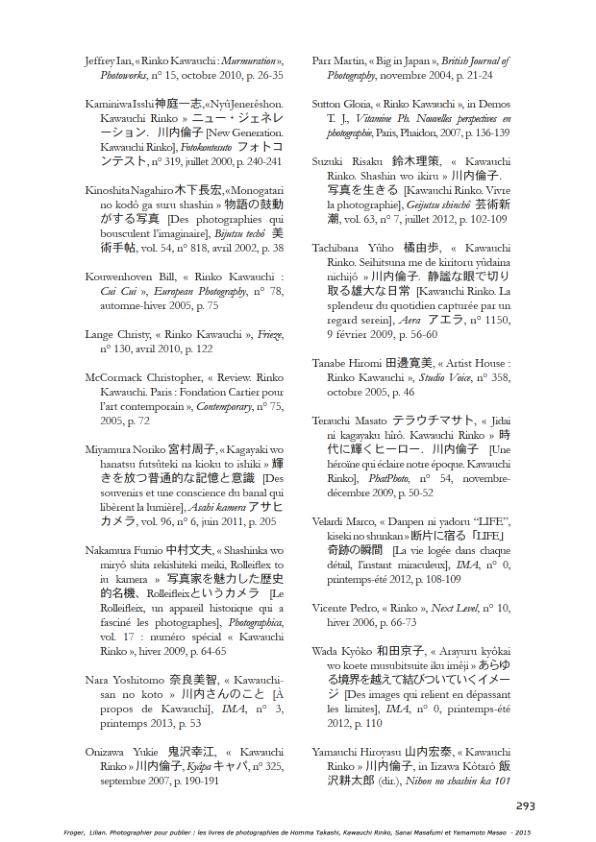 Jeffrey Ian, « Rinko Kawauchi : Murmuration »,
Photoworks, n° 15, octobre 2010, p. 26-35
Kaminiwa Isshi 神庭一志, « Nyû Jenerêshon.
Kawauchi Rinko » ニュー・ジェネレ
ーション．川内倫子 [New Generation.
Kawauchi Rinko], Fotokontesuto フォトコ
ンテスト, n° 319, juillet 2000, p. 240-241
Kinoshita Nagahiro 木下長宏, « Monogatari
no kodô ga suru shashin » 物語の鼓動
がする写真 [Des photographies qui
bousculent l'imaginaire], Bijutsu techô 美
術手帖, vol. 54, n° 818, avril 2002, p. 38
Kouwenhoven Bill, « Rinko Kawauchi :
Cui Cui », European Photography, n° 78,
automne-hiver 2005, p. 75
Lange Christy, « Rinko Kawauchi », Frieze,
n° 130, avril 2010, p. 122
McCormack Christopher, « Review. Rinko
Kawauchi. Paris : Fondation Cartier pour
l'art contemporain », Contemporary, n° 75,
2005, p. 72
Miyamura Noriko 宮村周子, « Kagayaki wo
hanatsu futsûteki na kioku to ishiki » 輝
きを放つ普通的な記憶と意識 [Des
souvenirs et une conscience du banal qui
libèrent la lumière], Asahi kamera アサヒ
カメラ, vol. 96, n° 6, juin 2011, p. 205
Nakamura Fumio 中村文夫, « Shashinka wo
miryô shita rekishiteki meiki, Rolleiflex to
iu kamera » 写真家を魅力した歴史
的名機、Rolleifleixというカメラ [Le
Rolleifleix, un appareil historique qui a
fasciné les photographes], Photographica,
vol. 17 : numéro spécial « Kawauchi
Rinko », hiver 2009, p. 64-65
Nara Yoshitomo 奈良美智, « Kawauchi-
san no koto » 川内さんのこと [À
propos de Kawauchi], IMA, n° 3,
printemps 2013, p. 53
Onizawa Yukie 鬼沢幸江, « Kawauchi
Rinko » 川内倫子, Kyâpa キャパ, n° 325,
septembre 2007, p. 190-191
Parr Martin, « Big in Japan », British Journal of
Photography, novembre 2004, p. 21-24
Sutton Gloria, « Rinko Kawauchi », in Demos
T. J., Vitamine Ph. Nouvelles perspectives en
photographie, Paris, Phaidon, 2007, p. 136-139
Suzuki Risaku 鈴木理策, « Kawauchi
Rinko. Shashin wo ikiru » 川内倫子．
写真を生きる [Kawauchi Rinko. Vivre
la photographie], Geijutsu shinchô 芸術新
潮, vol. 63, n° 7, juillet 2012, p. 102-109
Tachibana Yûho 橘由歩, « Kawauchi
Rinko. Seihitsuna me de kiritoru yûdaina
nichijô » 川内倫子．静謐な眼で切り
取る雄大な日常 [Kawauchi Rinko. La
splendeur du quotidien capturée par un
regard serein], Aera アエラ, n° 1150,
9 février 2009, p. 56-60
Tanabe Hiromi 田邊寛美, « Artist House :
Rinko Kawauchi », Studio Voice, n° 358,
octobre 2005, p. 46
Terauchi Masato テラウチマサト, « Jidai
ni kagayaku hîrô. Kawauchi Rinko » 時
代に輝くヒーロー．川内倫子 [Une
héroïne qui éclaire notre époque. Kawauchi
Rinko], PhatPhoto, n° 54, novembre-
décembre 2009, p. 50-52
Velardi Marco, « Danpen ni yadoru “LIFE”,
kiseki no shunkan » 断片に宿る「LIFE」
奇跡の瞬間 [La vie logée dans chaque
détail, l'instant miraculeux], IMA, n° 0,
printemps-été 2012, p. 108-109
Vicente Pedro, « Rinko », Next Level, n° 10,
hiver 2006, p. 66-73
Wada Kyôko 和田京子, « Arayuru kyôkai
wo koete musubitsuite iku imêji » あらゆ
る境界を越えて結びついていくイメー
ジ [Des images qui relient en dépassant
les limites], IMA, n° 0, printemps-été
2012, p. 110
Yamauchi Hiroyasu 山内宏泰, « Kawauchi
Rinko » 川内倫子, in Iizawa Kôtarô 飯
沢耕太郎 (dir.), Nihon no shashin ka 101
293
Froger, Lilian. Photographier pour publier : les livres de photographies de Homma Takashi, Kawauchi Rinko, Sanai Masafumi et Yamamoto Masao - 2015